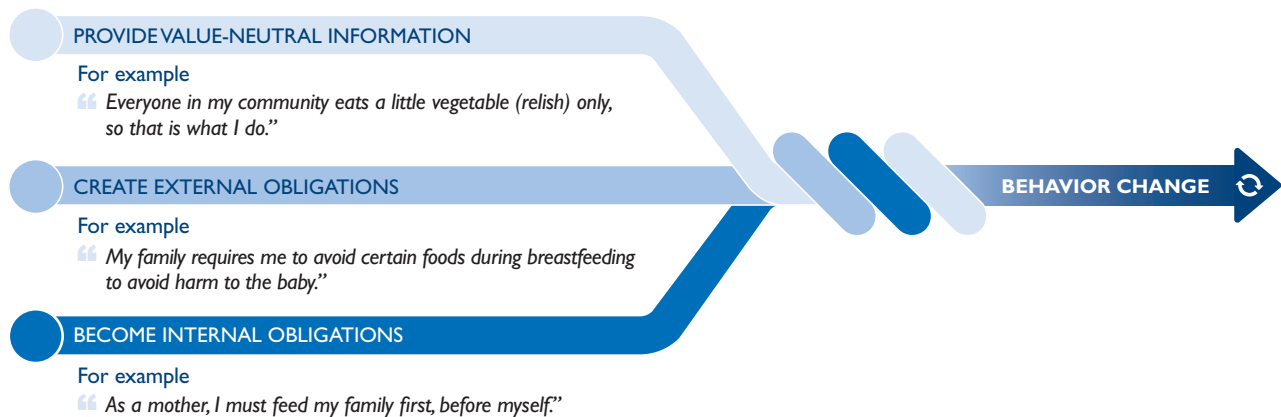 PROVIDE VALUE-NEUTRAL INFORMATION
For example
“ Everyone in my community eats a little vegetable (relish) only,
so that is what I do.”
CREATE EXTERNAL OBLIGATIONS
BEHAVIOR CHANGE
For example
“ My family requires me to avoid certain foods during breastfeeding
to avoid harm to the baby.”
BECOME INTERNAL OBLIGATIONS
For example
“ As a mother, I must feed my family first, before myself.”